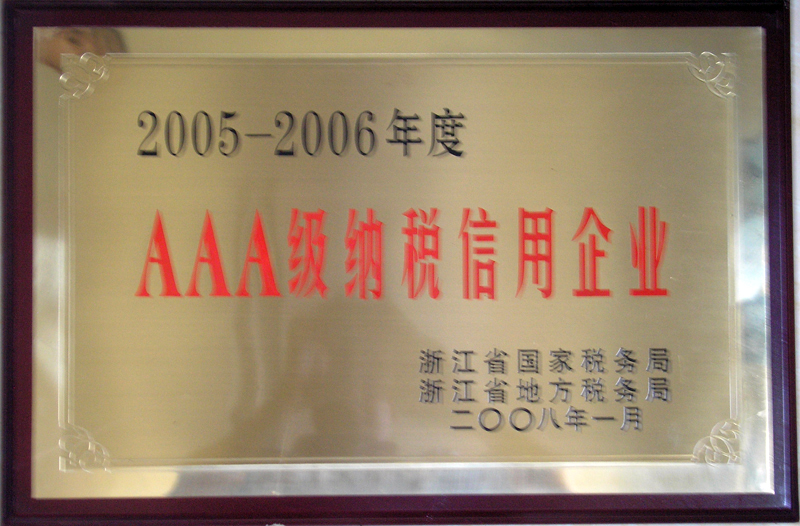 2005-2006年度
AAA级纳税信用企业
浙江省国家税务局
浙江省地方税务局
二〇〇八年一月